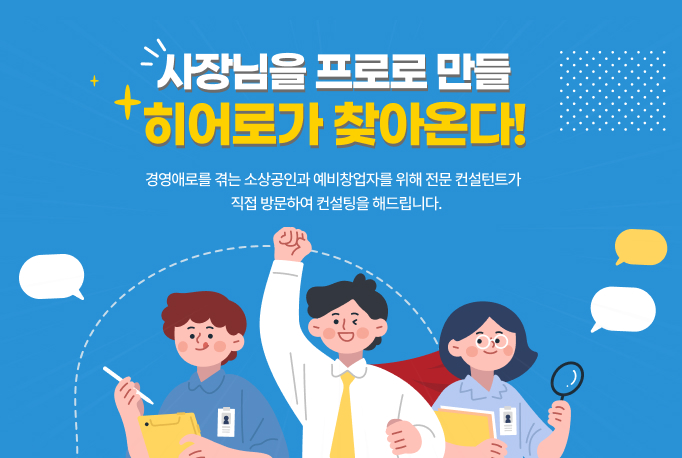 사장님을 프로로 만들
히어로가 찾아온다!
경영애로를 겪는 소상공인과 예비창업자를 위해 전문 컨설턴트가
직접 방문하여 컨설팅을 해드립니다.